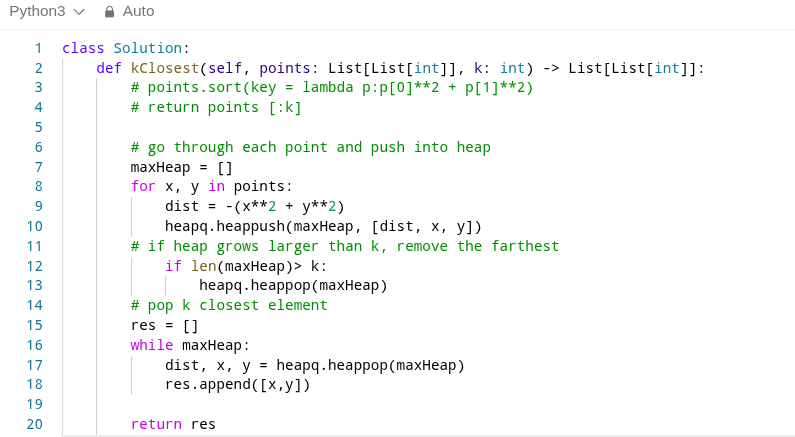 Python3 Auto
1 class Solution:
2     def kClosest(self, points: List[List[int]], k: int) -> List[List[int]]:
3         # points.sort(key = lambda p:p[0]**2 + p[1]**2)
4         # return points [:k]
5
6         # go through each point and push into heap
7         maxHeap = []
8         for x, y in points:
9             dist = -(x**2 + y**2)
10             heapq.heappush(maxHeap, [dist, x, y])
11         # if heap grows larger than k, remove the farthest
12             if len(maxHeap)> k:
13                 heapq.heappop(maxHeap)
14         # pop k closest element
15         res = []
16         while maxHeap:
17             dist, x, y = heapq.heappop(maxHeap)
18             res.append([x,y])
19
20         return res